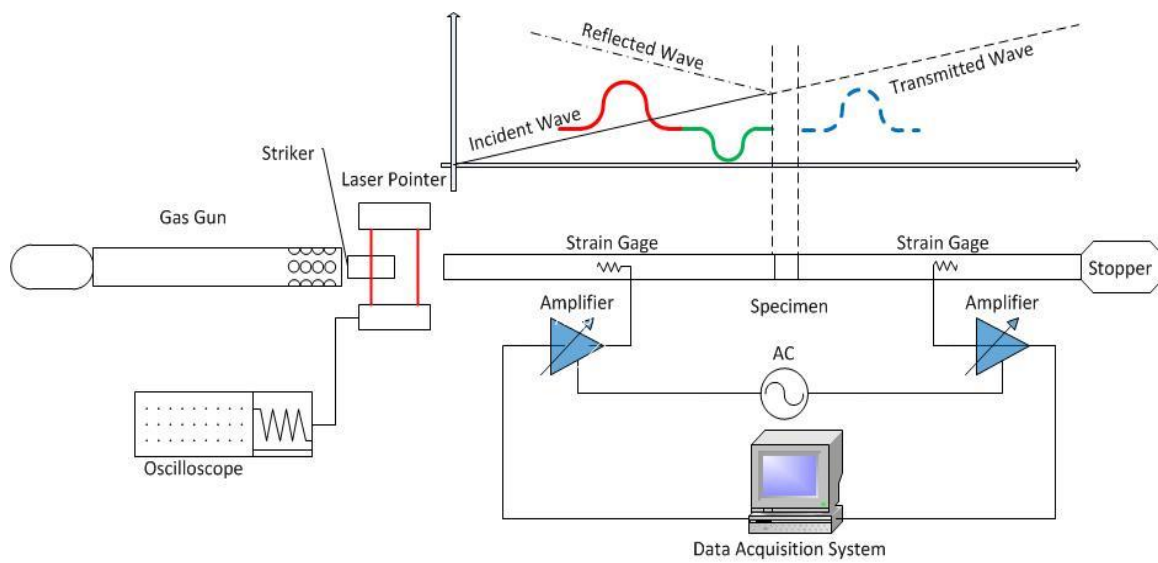 Reflected Wave
Transmitted Wave
Incident Wave
Striker
Laser Pointer
Gas Gun
Strain Gage
Strain Gage
Stopper
Amplifier
Specimen
Amplifier
AC
Oscilloscope
Data Acquisition System